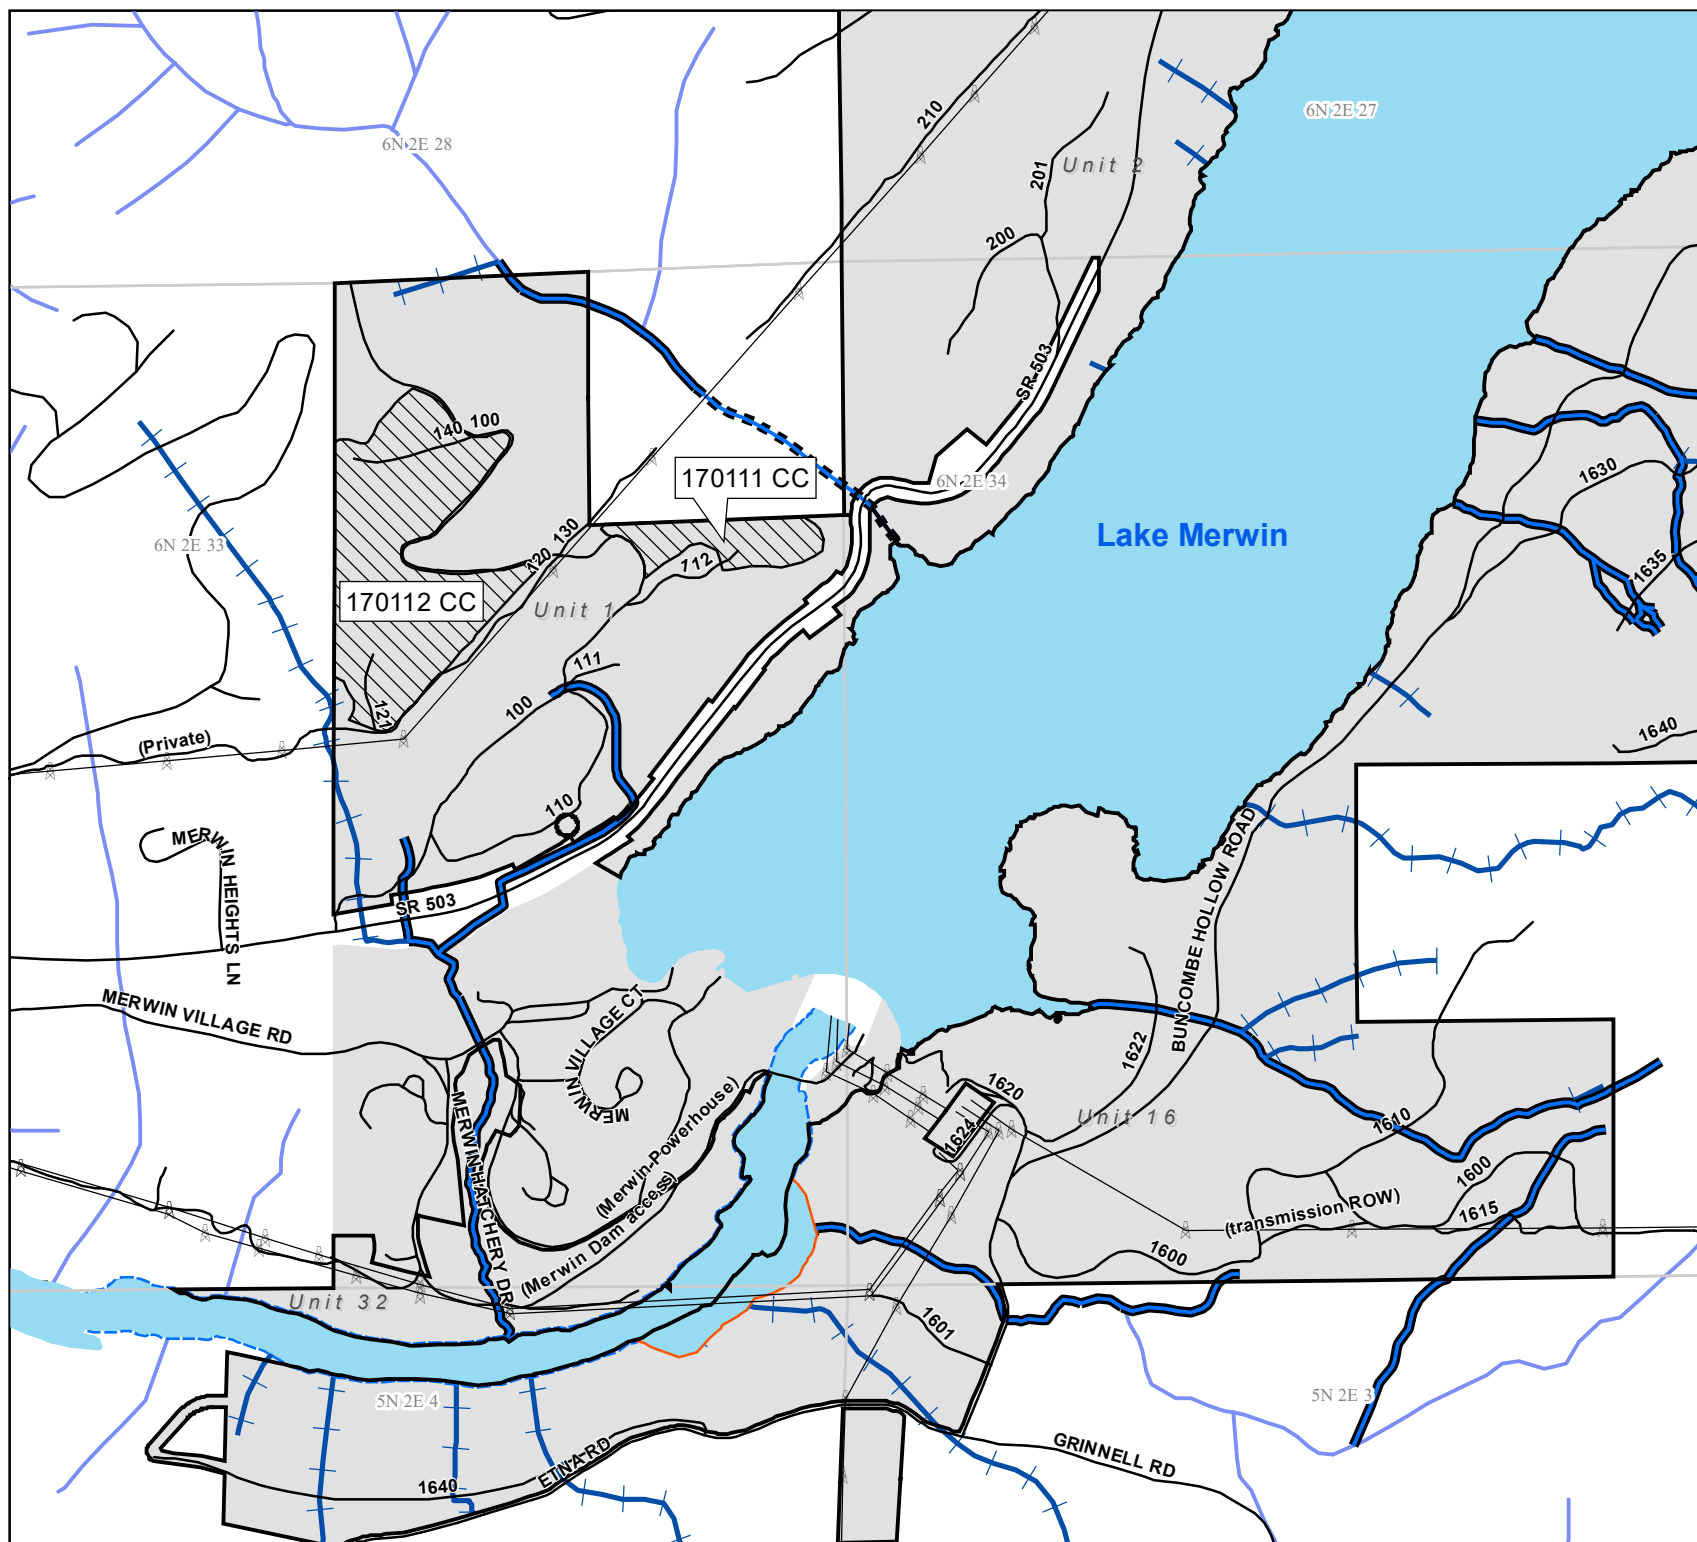 6N 2E 28
6N 2E 27
210
201
Unit 2
200
SR 503
140
100
170111 CC
6N 2E 34
1630
Lake Merwin
6N 2E 33
120
130
112
1635
170112 CC
Unit 1
111
100
121
(Private)
1640
110
MERWIN HEIGHTS LN
BUNCOMBE HOLLOW ROAD
SR 503
MERWIN VILLAGE RD
MERWIN VILLAGE CT
1622
1620
MERWIN HATCHERY DR
(Merwin-Powerhouse)
1624
Unit 16
1610
1600
(Merwin Dam access)
(transmission ROW)
1615
1600
Unit 32
1601
5N 2E 4
5N 2E 3
GRINNELL RD
ETNA RD
1640